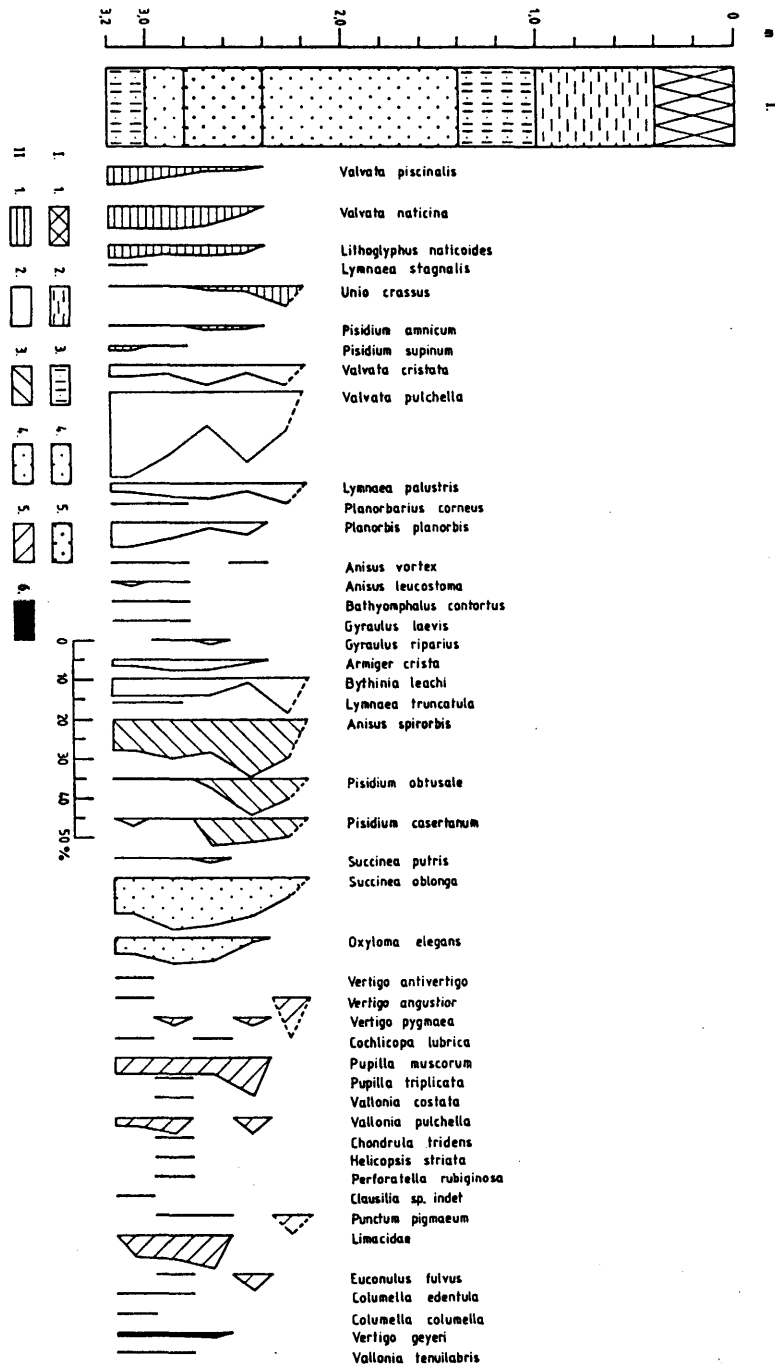 m
3,2
3,0
2,0
1,0
0
I.
Valvata piscinalis
Valvata naticina
Lithoglyphus naticoides
Lymnaea stagnalis
Unio crassus
Pisidium amnicum
Pisidium supinum
Valvata cristata
Valvata pulchella
Lymnaea palustris
Planorbarius corneus
Planorbis planorbis
Anisus vortex
Anisus leucostoma
Bathyomphalus contortus
Gyraulus laevis
Gyraulus riparius
Armiger crista
Bythinia leachi
Lymnaea truncatula
Anisus spirorbis
Pisidium obtusale
Pisidium casertanum
Succinea putris
Succinea oblonga
Oxyloma elegans
Vertigo antivertigo
Vertigo angustior
Vertigo pygmaea
Cochlicopa lubrica
Pupilla muscorum
Pupilla triplicata
Vallonia costata
Vallonia pulchella
Chondrula tridens
Helicopsis striata
Perforatella rubiginosa
Clausilia sp. indet
Punctum pigmaeum
Limacidae
Euconulus fulvus
Columella edentula
Columella columella
Vertigo geyeri
Vallonia tenuilabris
I. 1. 2. 3. 4. 5.
II 1. 2. 3. 4. 5. 6.
0 10 20 30 40 50 %